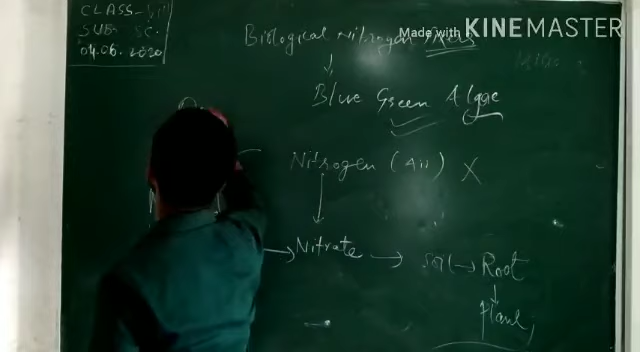 CLASS-VIII
SUB- SC.
04.06.2020
Made with KINEMASTER
Biological Nitrogen
↓
Blue Green Algae
Nitrogen (Air) X
↓
→ Nitrate → Soil → Root
↓
Plant